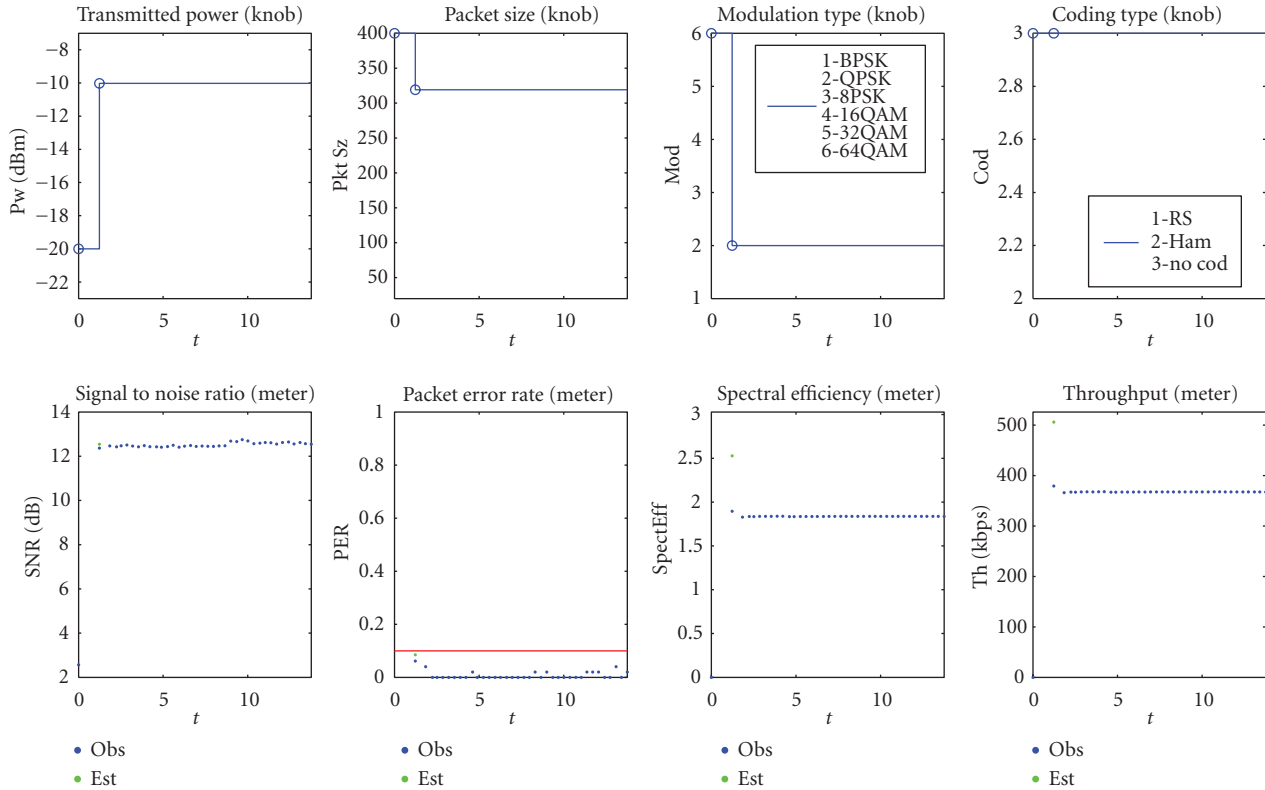 Transmitted power (knob)
Pw (dBm)
−8
−10
−12
−14
−16
−18
−20
−22
0
5
10
t
Packet size (knob)
Pkt Sz
400
350
300
250
200
150
100
50
0
5
10
t
Modulation type (knob)
Mod
6
5
4
3
2
1
1-BPSK
2-QPSK
3-8PSK
4-16QAM
5-32QAM
6-64QAM
0
5
10
t
Coding type (knob)
Cod
3
2.8
2.6
2.4
2.2
2
1-RS
2-Ham
3-no cod
0
5
10
t
Signal to noise ratio (meter)
SNR (dB)
14
12
10
8
6
4
2
0
5
10
t
Obs
Est
Packet error rate (meter)
PER
1
0.8
0.6
0.4
0.2
0
0
5
10
t
Obs
Est
Spectral efficiency (meter)
SpectEff
3
2.5
2
1.5
1
0.5
0
0
5
10
t
Obs
Est
Throughput (meter)
Th (kbps)
500
400
300
200
100
0
0
5
10
t
Obs
Est